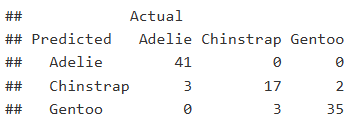 ##            Actual
## Predicted   Adelie Chinstrap Gentoo
##   Adelie        41         0      0
##   Chinstrap      3        17      2
##   Gentoo         0         3     35